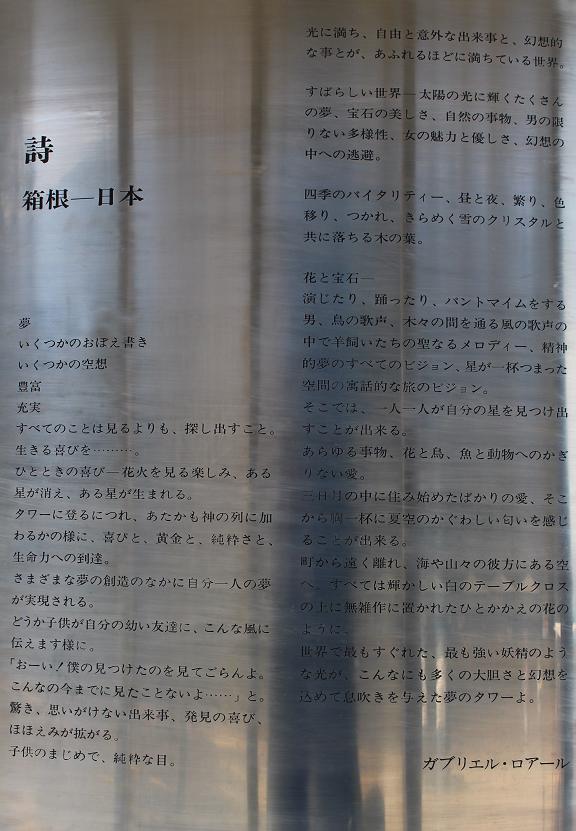 詩
箱根―日本
夢
いくつかのおぼえ書き
いくつかの空想
豊富
充実
すべてのことは見るよりも、探し出すこと。
生きる喜びを………。
ひとときの喜び―花火を見る楽しみ、ある
星が消え、ある星が生まれる。
タワーに登るにつれ、あたかも神の列に加
わるかの様に、喜びと、黄金と、純粋さと、
生命力への到達。
さまざまな夢の創造のなかに自分一人の夢
が実現される。
どうか子供が自分の幼い友達に、こんな風に
伝えます様に。
「おーい!僕の見つけたのを見てごらんよ。
こんなの今までに見たことないよ……」と。
驚き、思いがけない出来事、発見の喜び、
ほほえみが拡がる。
子供のまじめで、純粋な目。
光に満ち、自由と意外な出来事と、幻想的
な事とが、あふれるほどに満ちている世界。
すばらしい世界―太陽の光に輝くたくさん
の夢、宝石の美しさ、自然の事物、男の限
りない多様性、女の魅力と優しさ、幻想の
中への逃避。
四季のバイタリティー、昼と夜、繁り、色
移り、つかれ、きらめく雪のクリスタルと
共に落ちる木の葉。
花と宝石―
演じたり、踊ったり、パントマイムをする
男、鳥の歌声、木々の間を通る風の歌声の
中で羊飼いたちの聖なるメロディー、精神
的夢のすべてのビジョン、星が一杯つまった
空間の寓話的な旅のビジョン。
そこでは、一人一人が自分の星を見つけ出
すことが出来る。
あらゆる事物、花と鳥、魚と動物へのかぎ
りない愛。
三日月の中に住み始めたばかりの愛、そこ
から胸一杯に夏空のかぐわしい匂いを感じ
ることが出来る。
町から遠く離れ、海や山々の彼方にある空
へ。すべては輝かしい白のテーブルクロス
の上に無雑作に置かれたひとかかえの花の
ように。
世界で最もすぐれた、最も強い妖精のよう
な光が、こんなにも多くの大胆さと幻想を
込めて息吹きを与えた夢のタワーよ。
ガブリエル・ロアール